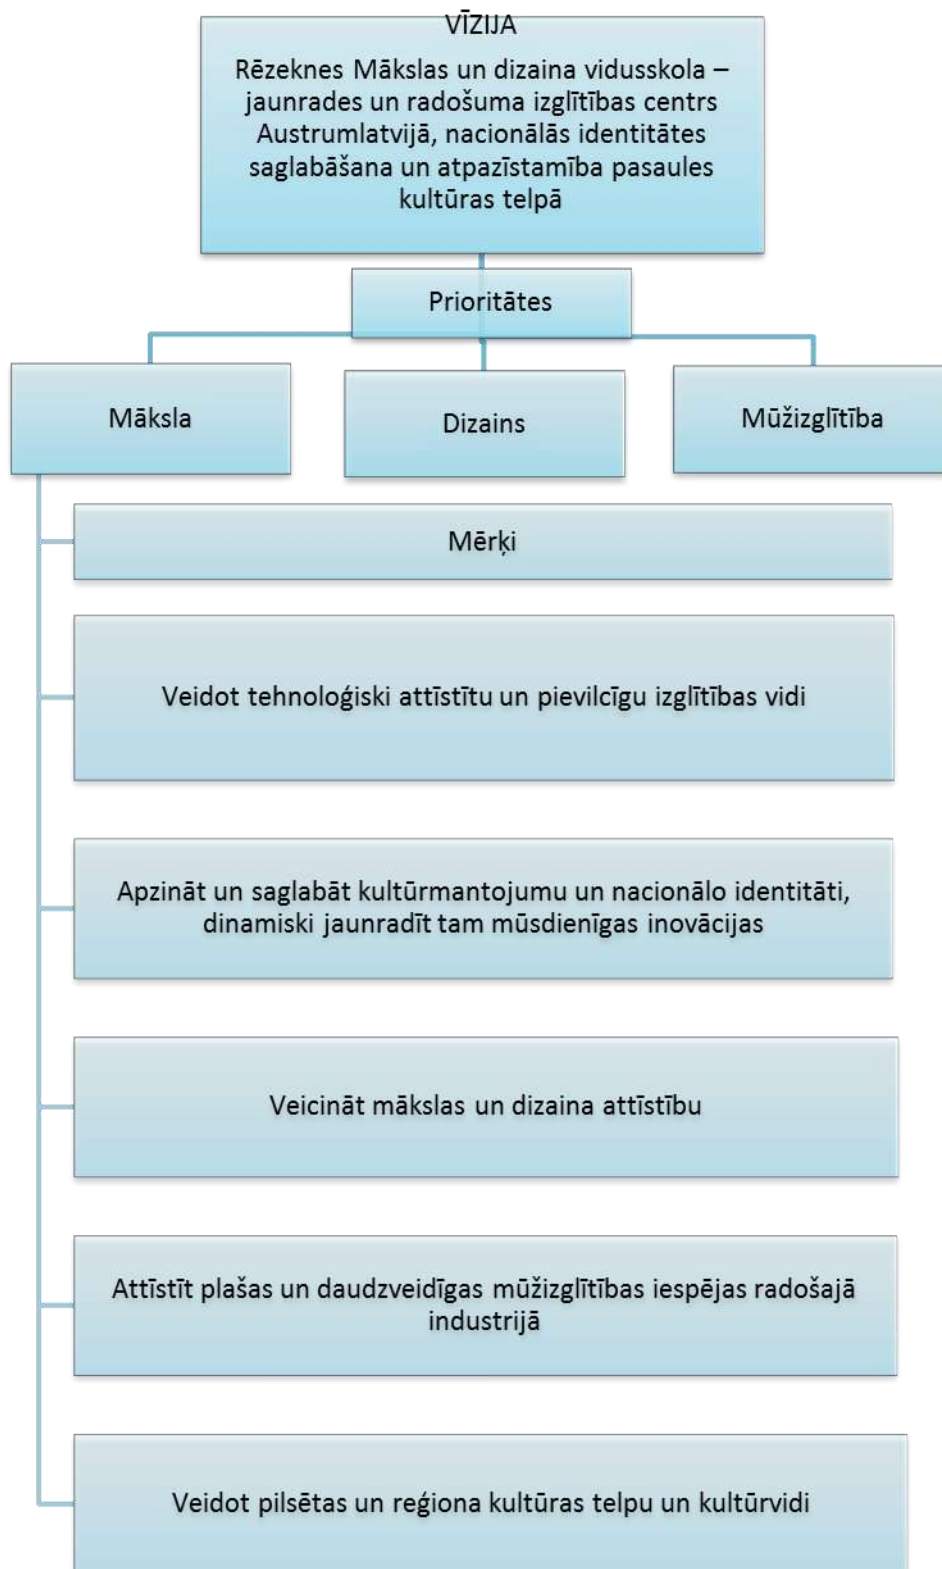 VĪZIJA
Rēzeknes Mākslas un dizaina vidusskola –
jaunrades un radošuma izglītības centrs
Austrumlatvijā, nacionālās identitātes
saglabāšana un atpazīstamība pasaules
kultūras telpā
Prioritātes
Māksla
Dizains
Mūžizglītība
Mērķi
Veidot tehnoloģiski attīstītu un pievilcīgu izglītības vidi
Apzināt un saglabāt kultūrmantojumu un nacionālo identitāti,
dinamiski jaunradīt tam mūsdienīgas inovācijas
Veicināt mākslas un dizaina attīstību
Attīstīt plašas un daudzveidīgas mūžizglītības iespējas radošajā
industrijā
Veidot pilsētas un reģiona kultūras telpu un kultūrvidi